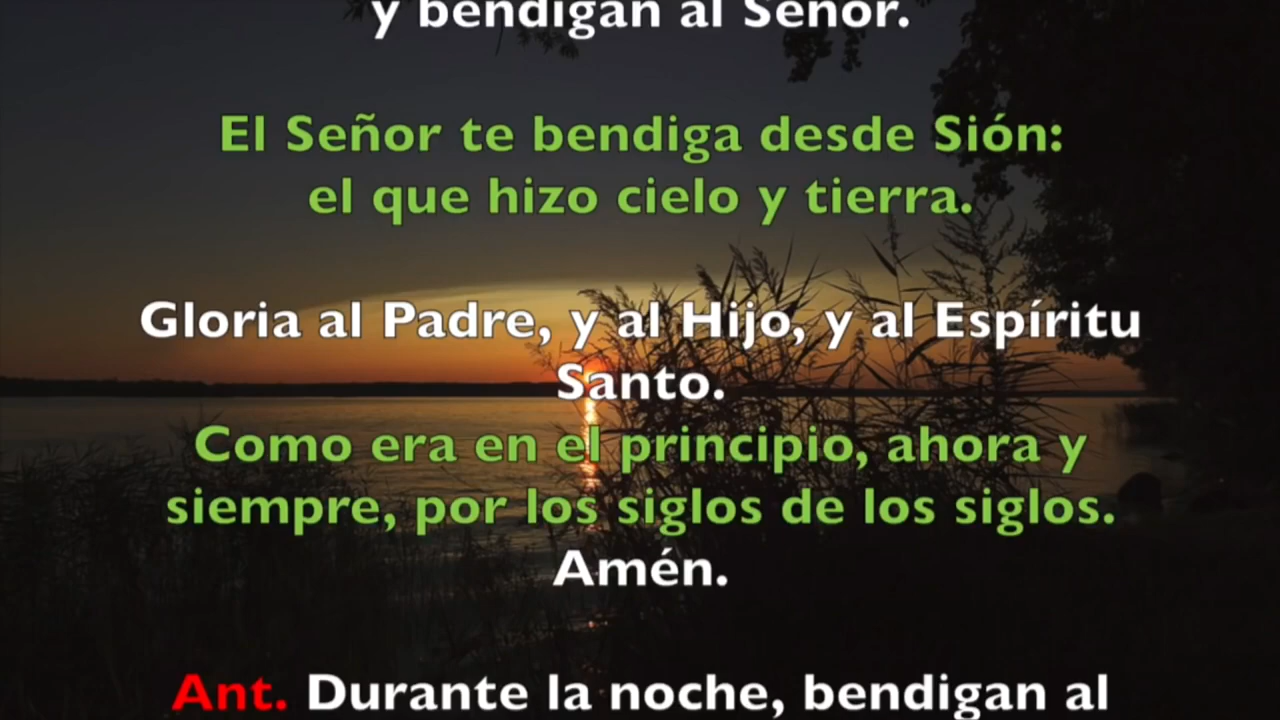 y bendigan al Señor.
El Señor te bendiga desde Sión:
el que hizo cielo y tierra.
Gloria al Padre, y al Hijo, y al Espíritu
Santo.
Como era en el principio, ahora y
siempre, por los siglos de los siglos.
Amén.
Ant. Durante la noche, bendigan al